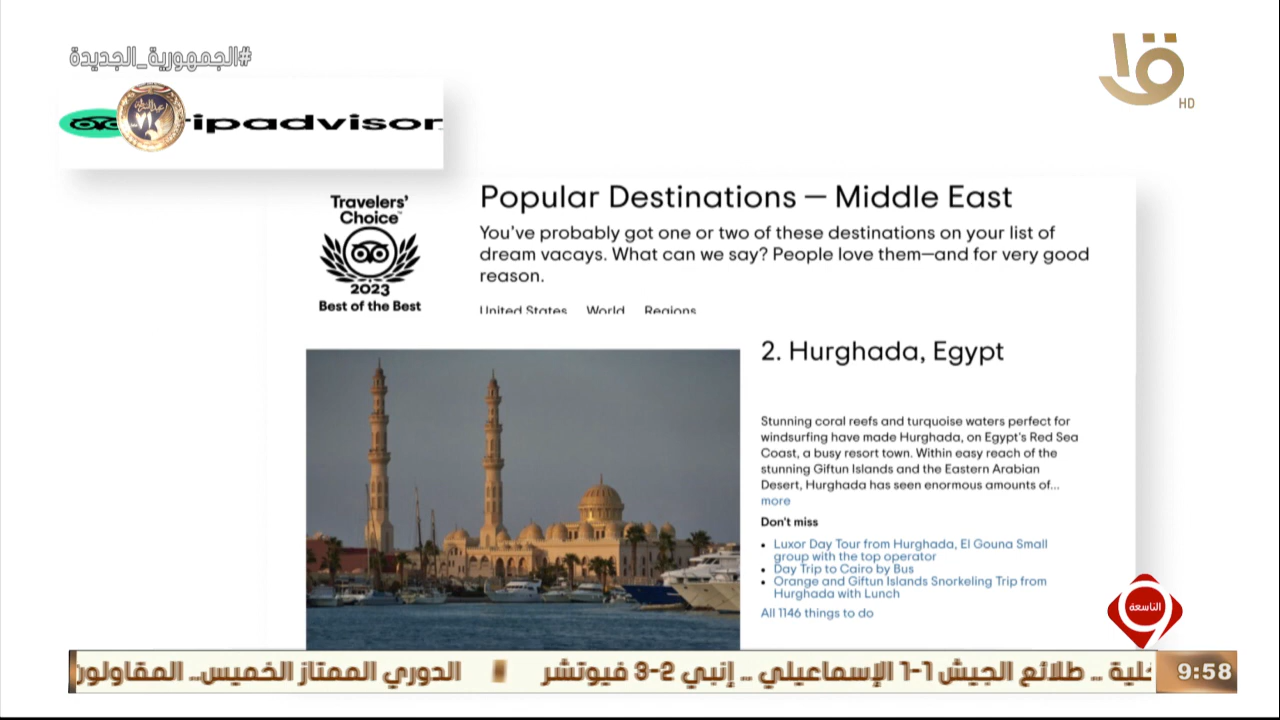 #الجمهورية_الجديدة
HD
Tripadvisor
Travelers'
Choice
2023
Best of the Best
Popular Destinations — Middle East
You've probably got one or two of these destinations on your list of
dream vacays. What can we say? People love them—and for very good
reason.
United States World Regions
2. Hurghada, Egypt
Stunning coral reefs and turquoise waters perfect for
windsurfing have made Hurghada, on Egypt's Red Sea
Coast, a busy resort town. Within easy reach of the
stunning Giftun Islands and the Eastern Arabian
Desert, Hurghada has seen enormous amounts of...
more
Don't miss
• Luxor Day Tour from Hurghada, El Gouna Small
group with the top operator
• Day Trip to Cairo by Bus
• Orange and Giftun Islands Snorkeling Trip from
Hurghada with Lunch
All 1146 things to do
التاسعة
طلائع الجيش 1-1 الإسماعيلي .. إنبي 2-3 فيوتشر الدوري الممتاز الخميس.. المقاولون
9:58